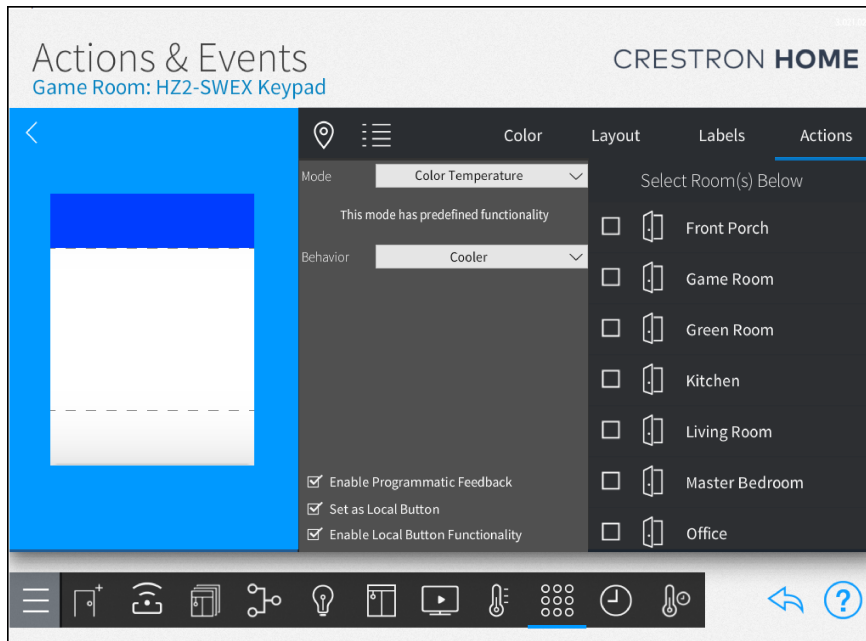 Actions & Events
Game Room: HZ2-SWEX Keypad
CRESTRON HOME
Color Layout Labels Actions
Mode Color Temperature
This mode has predefined functionality
Behavior Cooler
Enable Programmatic Feedback
Set as Local Button
Enable Local Button Functionality
Select Room(s) Below
Front Porch
Game Room
Green Room
Kitchen
Living Room
Master Bedroom
Office
?